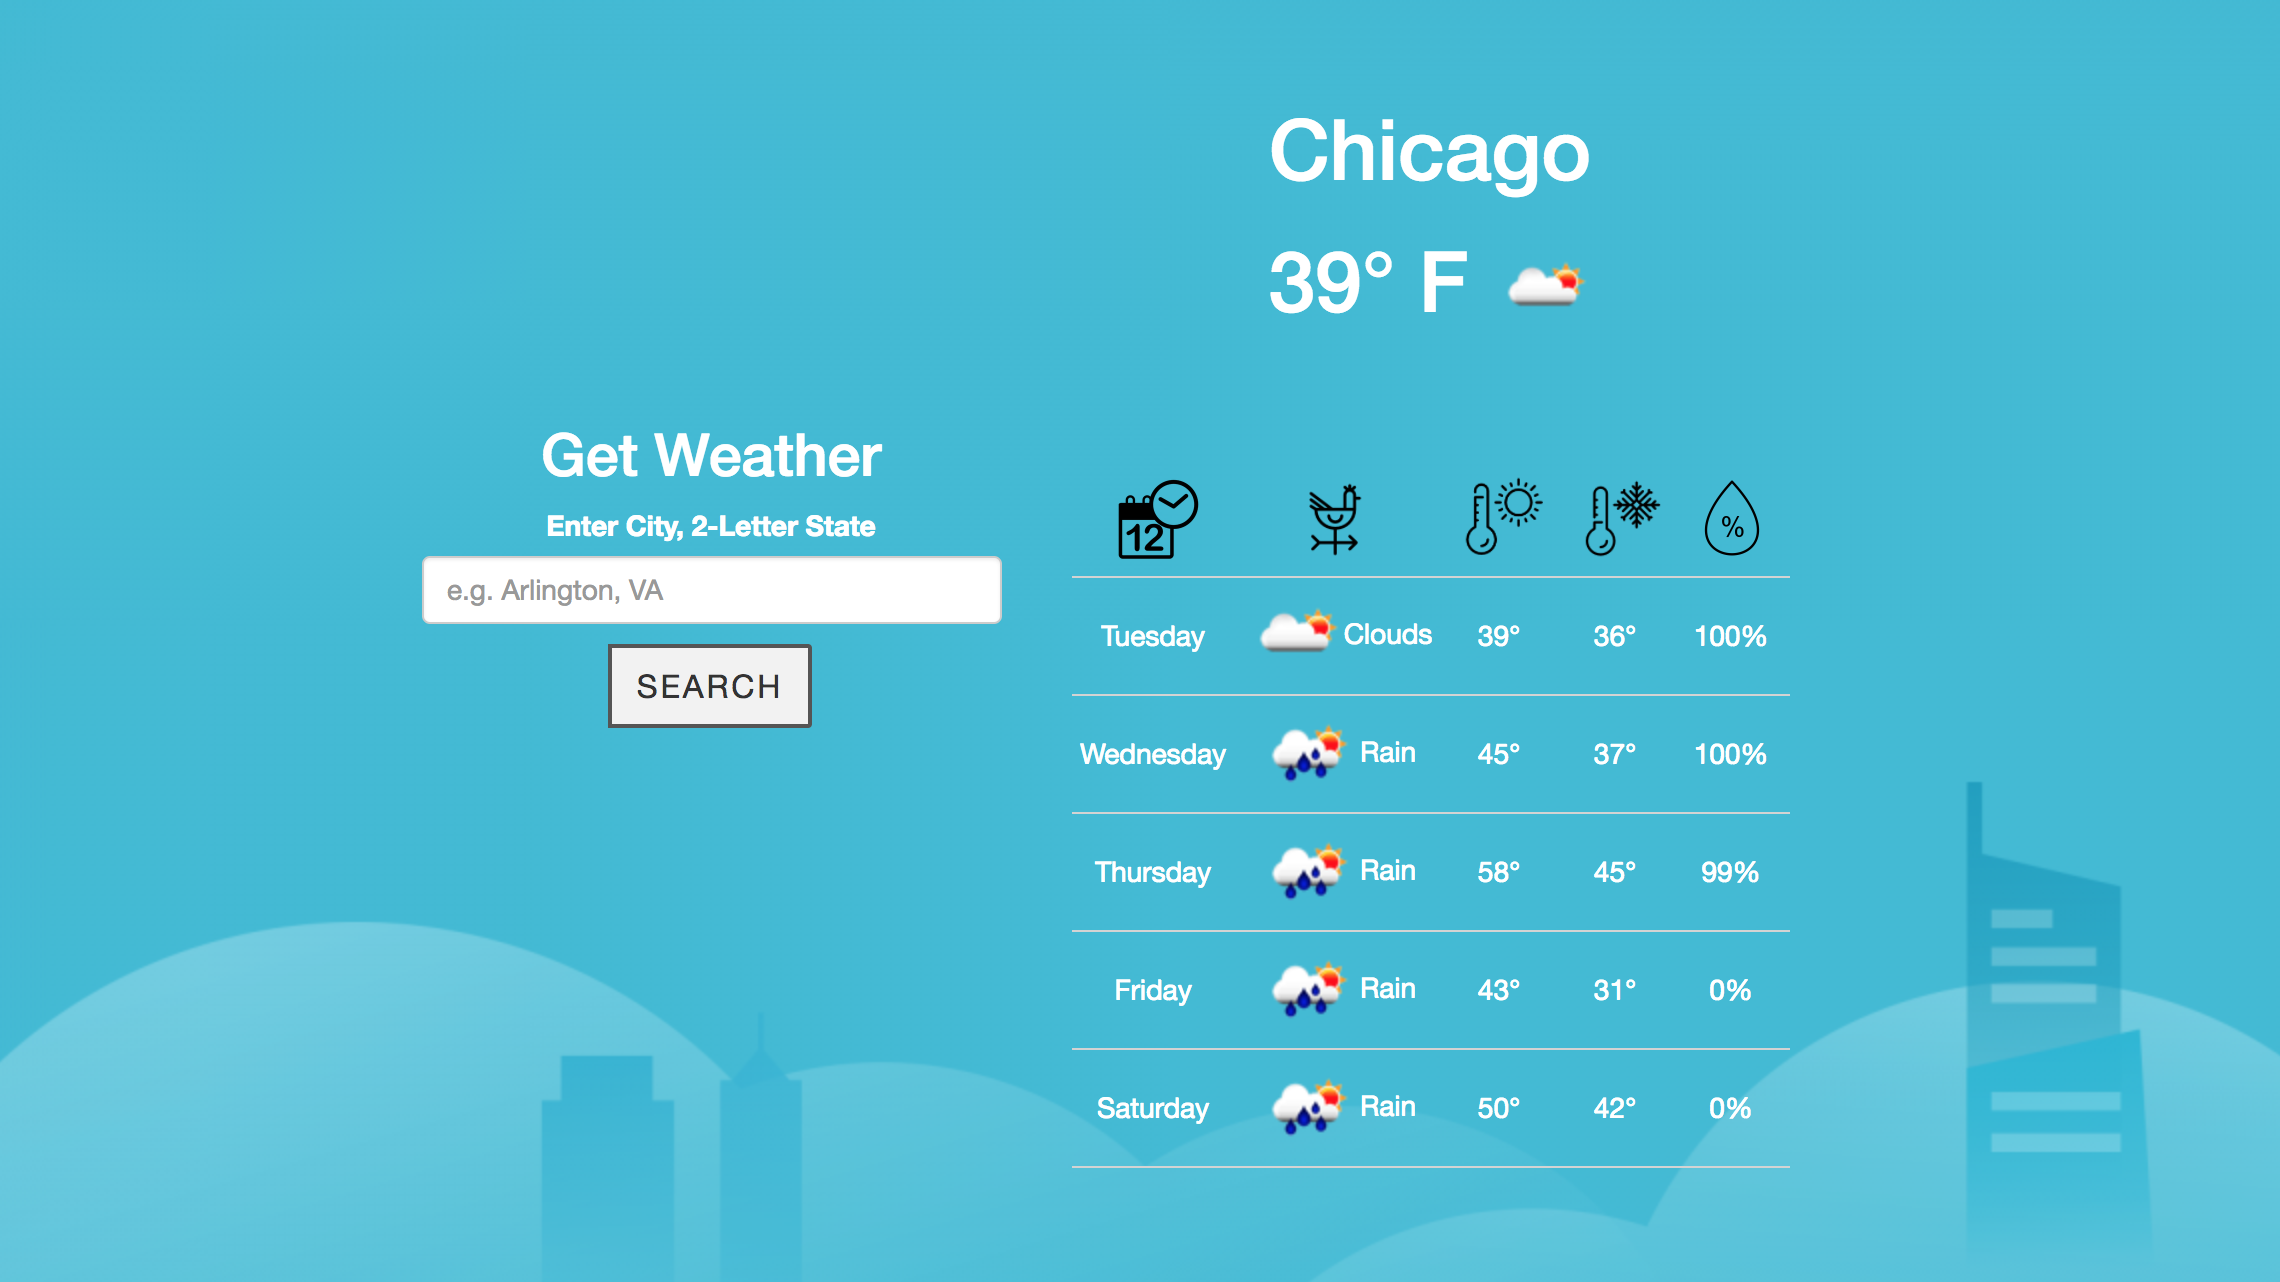 Chicago
39° F
Get Weather
Enter City, 2-Letter State
e.g. Arlington, VA
SEARCH
12 %
Tuesday Clouds 39° 36° 100%
Wednesday Rain 45° 37° 100%
Thursday Rain 58° 45° 99%
Friday Rain 43° 31° 0%
Saturday Rain 50° 42° 0%